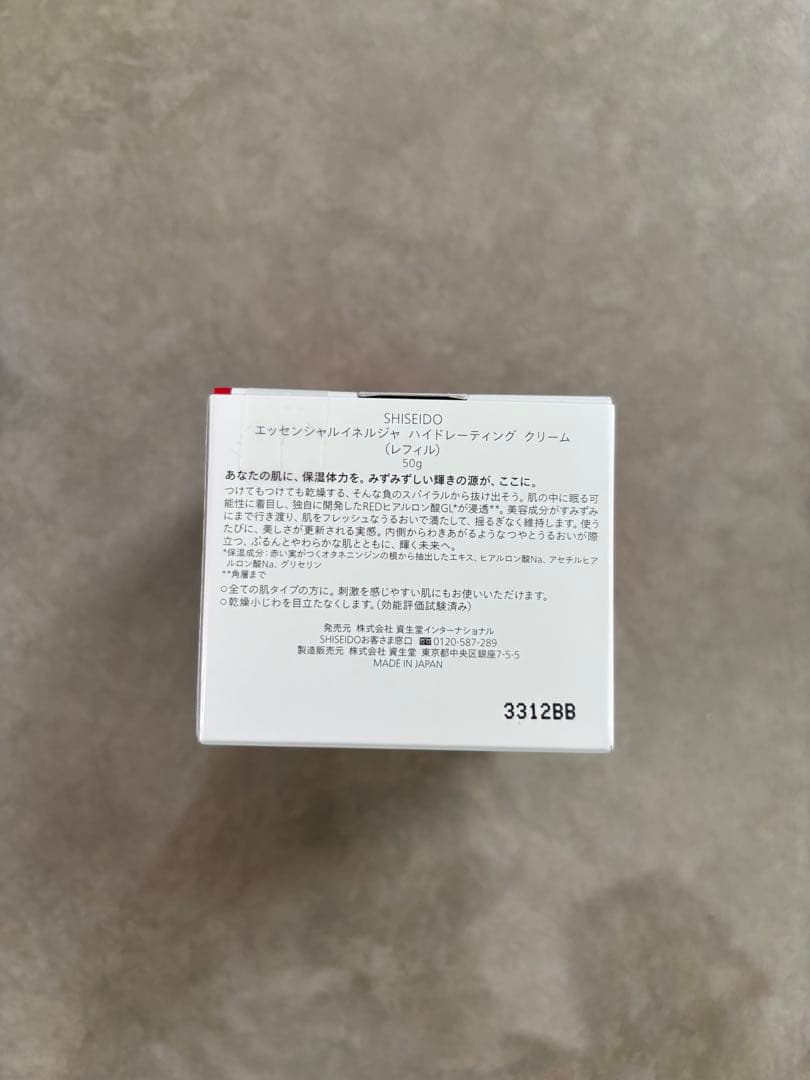 SHISEIDO
エッセンシャルイネルジャ ハイドレーティング クリーム
（レフィル）
50g
あなたの肌に、保湿体力を。みずみずしい輝きの源が、ここに。
つけてもつけても乾燥する、そんな負のスパイラルから抜け出そう。肌の中に眠る可
能性に着目し、独自に開発したREDヒアルロン酸GL*が浸透**。美容成分がすみずみ
にまで行き渡り、肌をフレッシュなうるおいで満たして、揺るぎなく維持します。使う
たびに、美しさが更新される実感。内側からわきあがるようなつやとうるおいが際
立つ、ぷるんとやわらかな肌とともに、輝く未来へ。
*保湿成分：赤い実がつくオタネニンジンの根から抽出したエキス、ヒアルロン酸Na、アセチルヒア
ルロン酸Na、グリセリン
**角層まで
○全ての肌タイプの方に。刺激を感じやすい肌にもお使いいただけます。
○乾燥小じわを目立たなくします。（効能評価試験済み）
発売元 株式会社 資生堂インターナショナル
SHISEIDOお客さま窓口 0120-587-289
製造販売元 株式会社 資生堂 東京都中央区銀座7-5-5
MADE IN JAPAN
3312BB